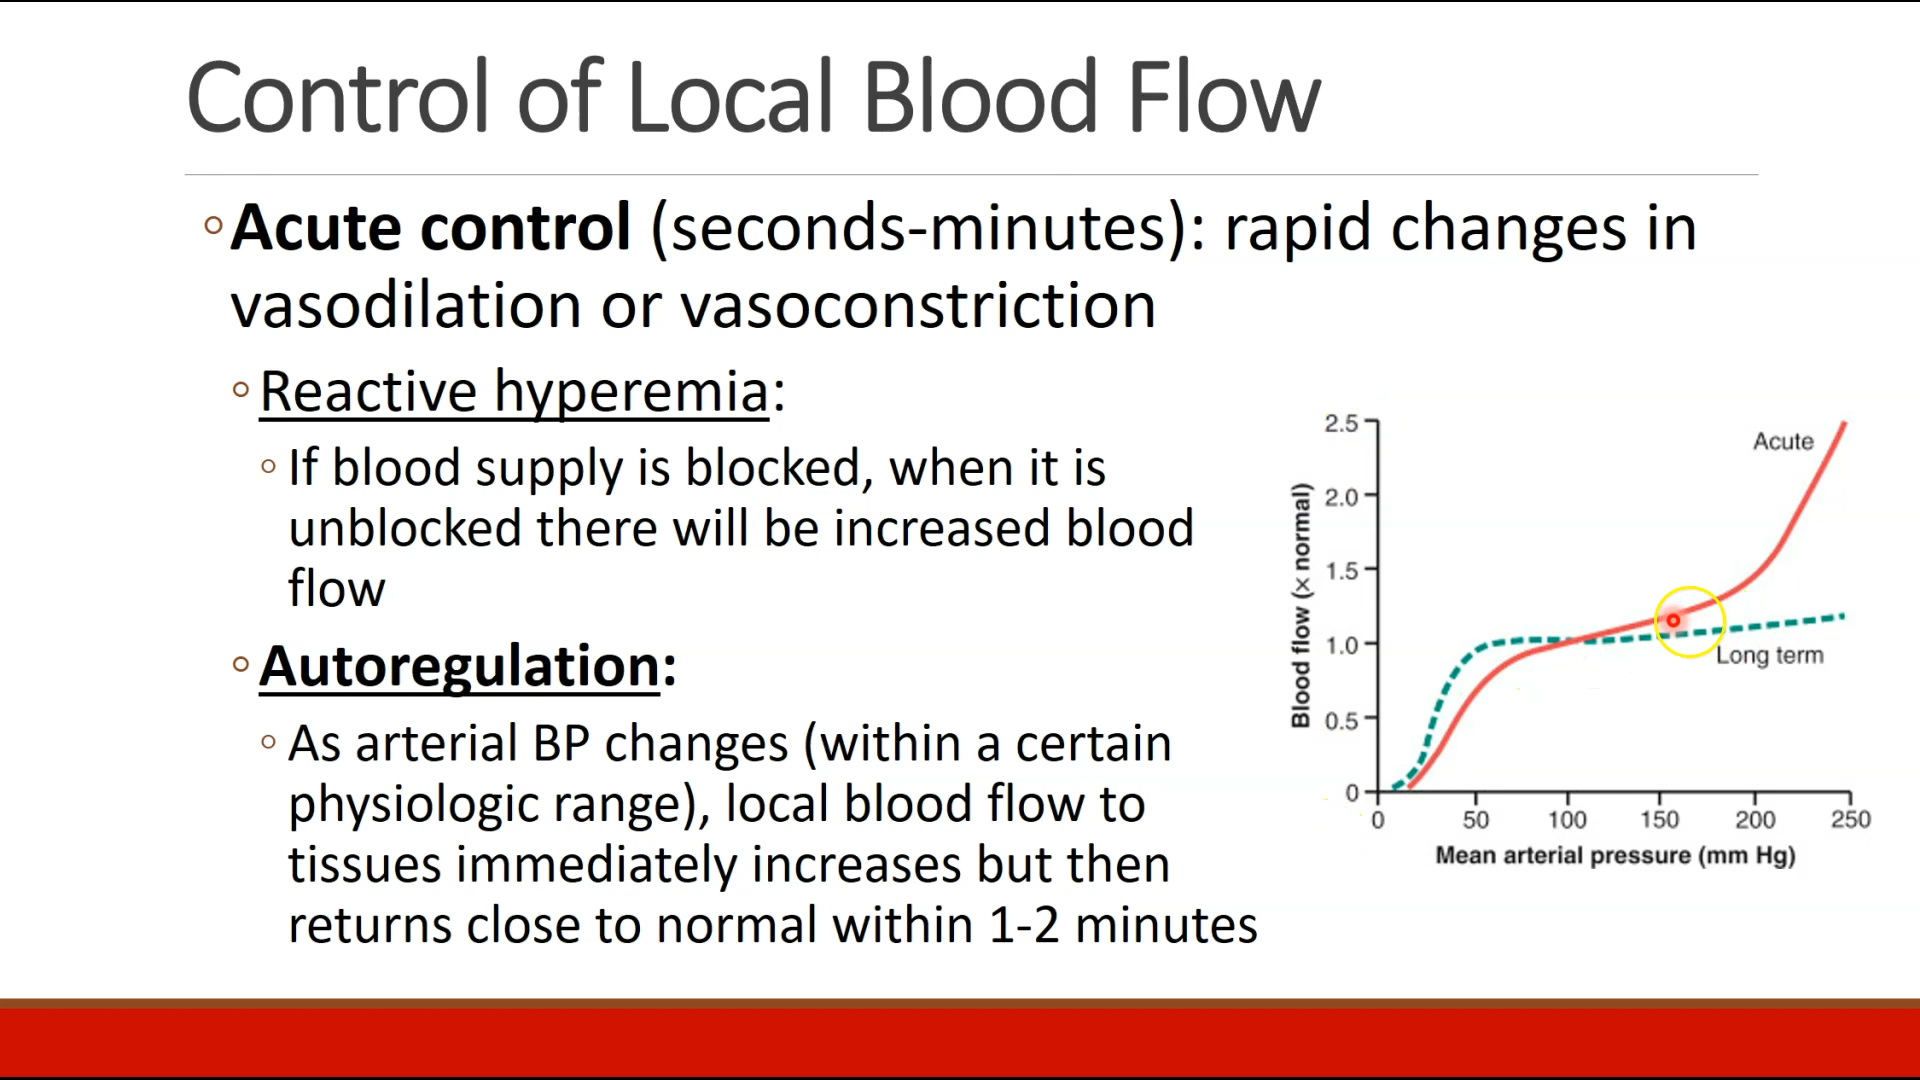 Control of Local Blood Flow
◦Acute control (seconds-minutes): rapid changes in
vasodilation or vasoconstriction
◦Reactive hyperemia:
◦If blood supply is blocked, when it is
unblocked there will be increased blood
flow
◦Autoregulation:
◦As arterial BP changes (within a certain
physiologic range), local blood flow to
tissues immediately increases but then
returns close to normal within 1-2 minutes
Blood flow (× normal)
2.5
2.0
1.5
1.0
0.5
0
Acute
Long term
0 50 100 150 200 250
Mean arterial pressure (mm Hg)